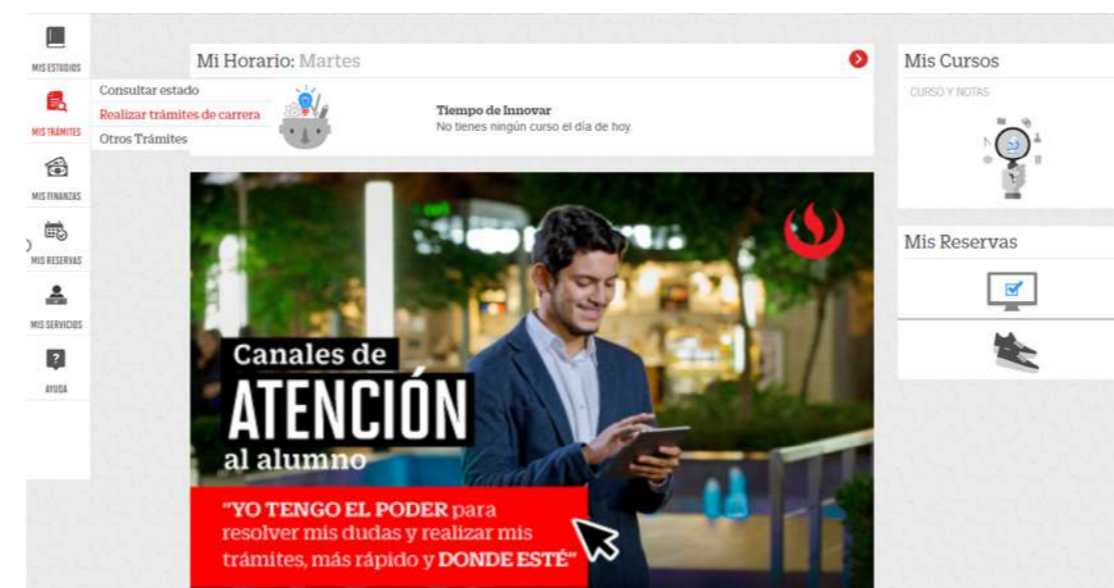 MIS ESTUDIOS
MIS TRÁMITES
Consultar estado
Realizar trámites de carrera
Otros Trámites
MIS FINANZAS
MIS RESERVAS
MIS SERVICIOS
?
AYUDA
Mi Horario: Martes
Tiempo de Innovar
No tienes ningún curso el día de hoy.
Canales de
ATENCIÓN
al alumno
"YO TENGO EL PODER para
resolver mis dudas y realizar mis
trámites, más rápido y DONDE ESTÉ"
Mis Cursos
CURSO Y NOTAS
Mis Reservas